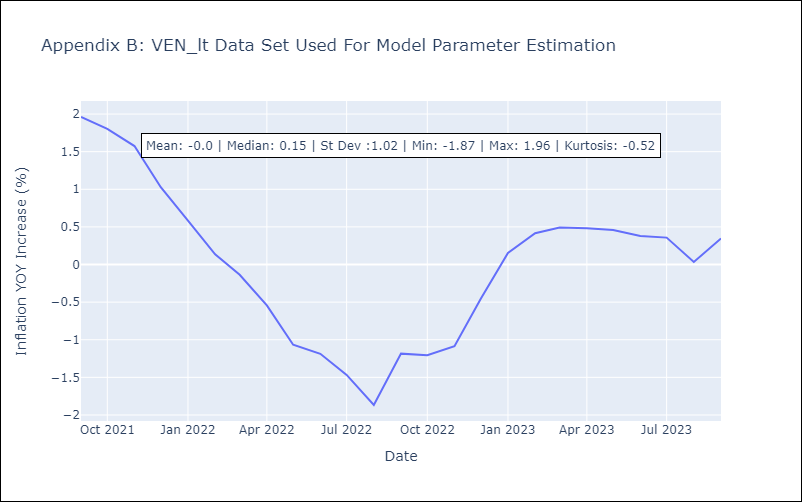 Appendix B: VEN_lt Data Set Used For Model Parameter Estimation
Mean: -0.0 | Median: 0.15 | St Dev :1.02 | Min: -1.87 | Max: 1.96 | Kurtosis: -0.52
Inflation YOY Increase (%)
2
1.5
1
0.5
0
−0.5
−1
−1.5
−2
Oct 2021 Jan 2022 Apr 2022 Jul 2022 Oct 2022 Jan 2023 Apr 2023 Jul 2023
Date